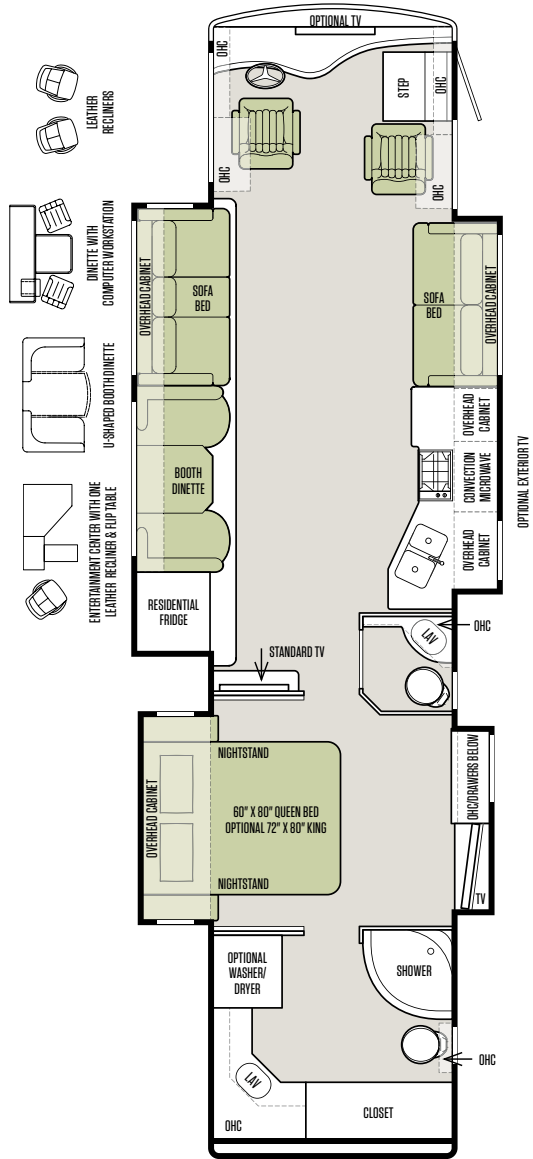 OPTIONAL TV
OHC
STEP
OHC
OHC
OHC
LEATHER
RECLINERS
DINETTE WITH
COMPUTER WORKSTATION
U-SHAPED BOOTH DINETTE
ENTERTAINMENT CENTER WITH ONE
LEATHER RECLINER & FLIP TABLE
OVERHEAD CABINET
SOFA
BED
SOFA
BED
OVERHEAD CABINET
BOOTH
DINETTE
OVERHEAD
CABINET
CONVECTION
MICROWAVE
OVERHEAD
CABINET
OPTIONAL EXTERIOR TV
RESIDENTIAL
FRIDGE
LAV
OHC
STANDARD TV
NIGHTSTAND
OVERHEAD CABINET
60" X 80" QUEEN BED
OPTIONAL 72" X 80" KING
NIGHTSTAND
OHC/DRAWERS BELOW
TV
OPTIONAL
WASHER/
DRYER
SHOWER
LAV
OHC
OHC
CLOSET